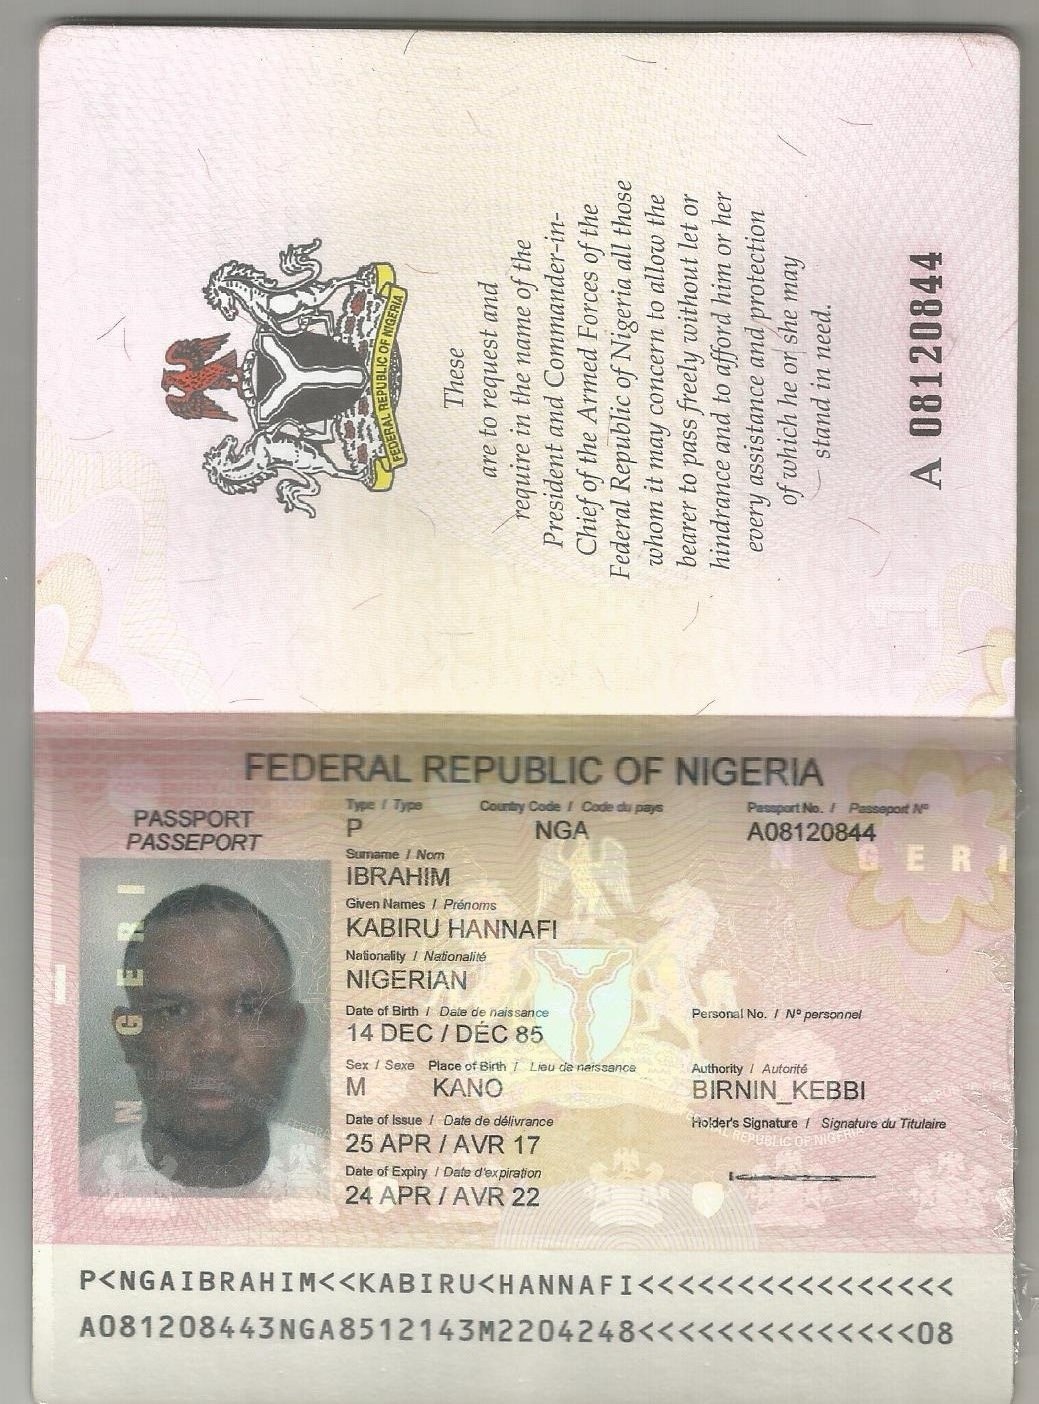 FEDERAL REPUBLIC OF NIGERIA
These
are to request and
require in the name of the
President and Commander-in-
Chief of the Armed Forces of the
Federal Republic of Nigeria all those
whom it may concern to allow the
bearer to pass freely without let or
hindrance and to afford him or her
every assistance and protection
of which he or she may
stand in need.
A 08120844
FEDERAL REPUBLIC OF NIGERIA
PASSPORT
PASSEPORT
Type / Type Country Code / Code du pays Passport No. / Passeport Nº
P NGA A08120844
Surname / Nom
IBRAHIM
Given Names / Prénoms
KABIRU HANNAFI
Nationality / Nationalité
NIGERIAN
Date of Birth / Date de naissance Personal No. / Nº personnel
14 DEC / DÉC 85
Sex / Sexe Place of Birth / Lieu de naissance Authority / Autorité
M KANO BIRNIN_KEBBI
Date of Issue / Date de délivrance Holder's Signature / Signature du Titulaire
25 APR / AVR 17
Date of Expiry / Date d'expiration
24 APR / AVR 22
P<NGAIBRAHIM<<KABIRU<HANNAFI<<<<<<<<<<<<<<<<
A081208443NGA8512143M2204248<<<<<<<<<<<<<<08